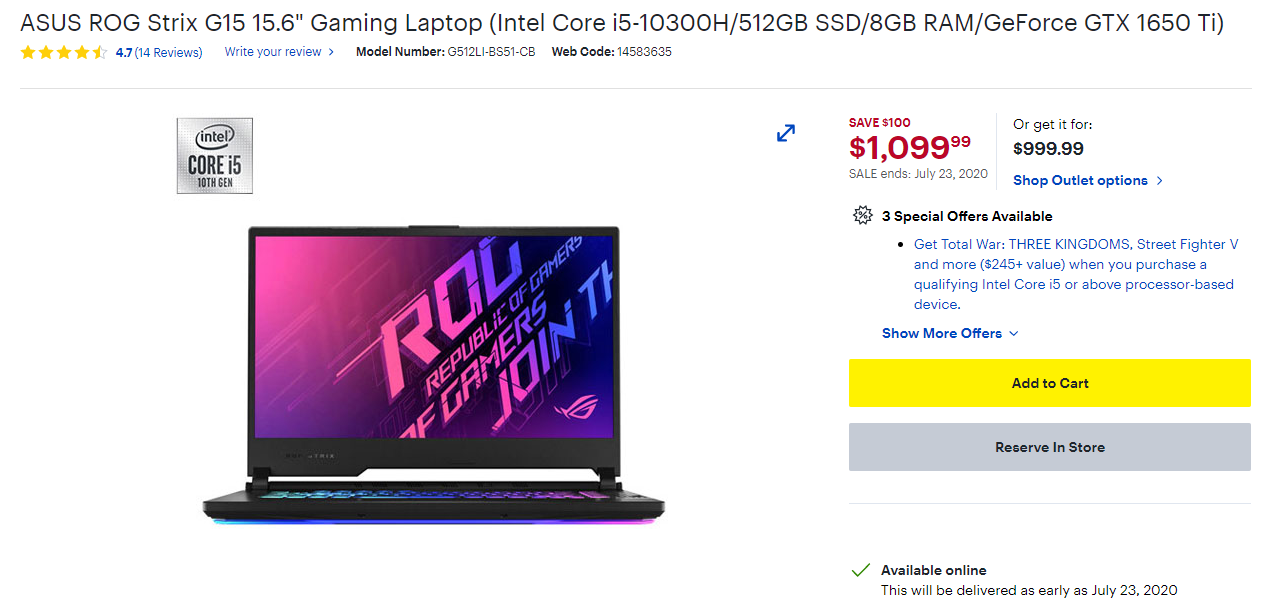 ASUS ROG Strix G15 15.6" Gaming Laptop (Intel Core i5-10300H/512GB SSD/8GB RAM/GeForce GTX 1650 Ti)
4.7 (14 Reviews) Write your review Model Number: G512LI-BS51-CB Web Code: 14583635
intel
CORE i5
10TH GEN
ROG
REPUBLIC OF GAMERS
OF GAMERS
JOIN TH
SAVE $100
$1,099.99
SALE ends: July 23, 2020
Or get it for:
$999.99
Shop Outlet options
3 Special Offers Available
• Get Total War: THREE KINGDOMS, Street Fighter V
and more ($245+ value) when you purchase a
qualifying Intel Core i5 or above processor-based
device.
Show More Offers
Add to Cart
Reserve In Store
Available online
This will be delivered as early as July 23, 2020